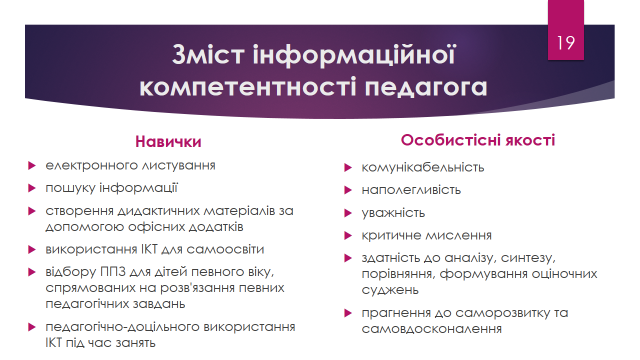 19
Зміст інформаційної
компетентності педагога
Навички
електронного листування
пошуку інформації
створення дидактичних матеріалів за
допомогою офісних додатків
використання ІКТ для самоосвіти
відбору ППЗ для дітей певного віку,
спрямованих на розв'язання певних
педагогічних завдань
педагогічно-доцільного використання
ІКТ під час занять
Особистісні якості
комунікабельність
наполегливість
уважність
критичне мислення
здатність до аналізу, синтезу,
порівняння, формування оціночних
суджень
прагнення до саморозвитку та
самовдосконалення